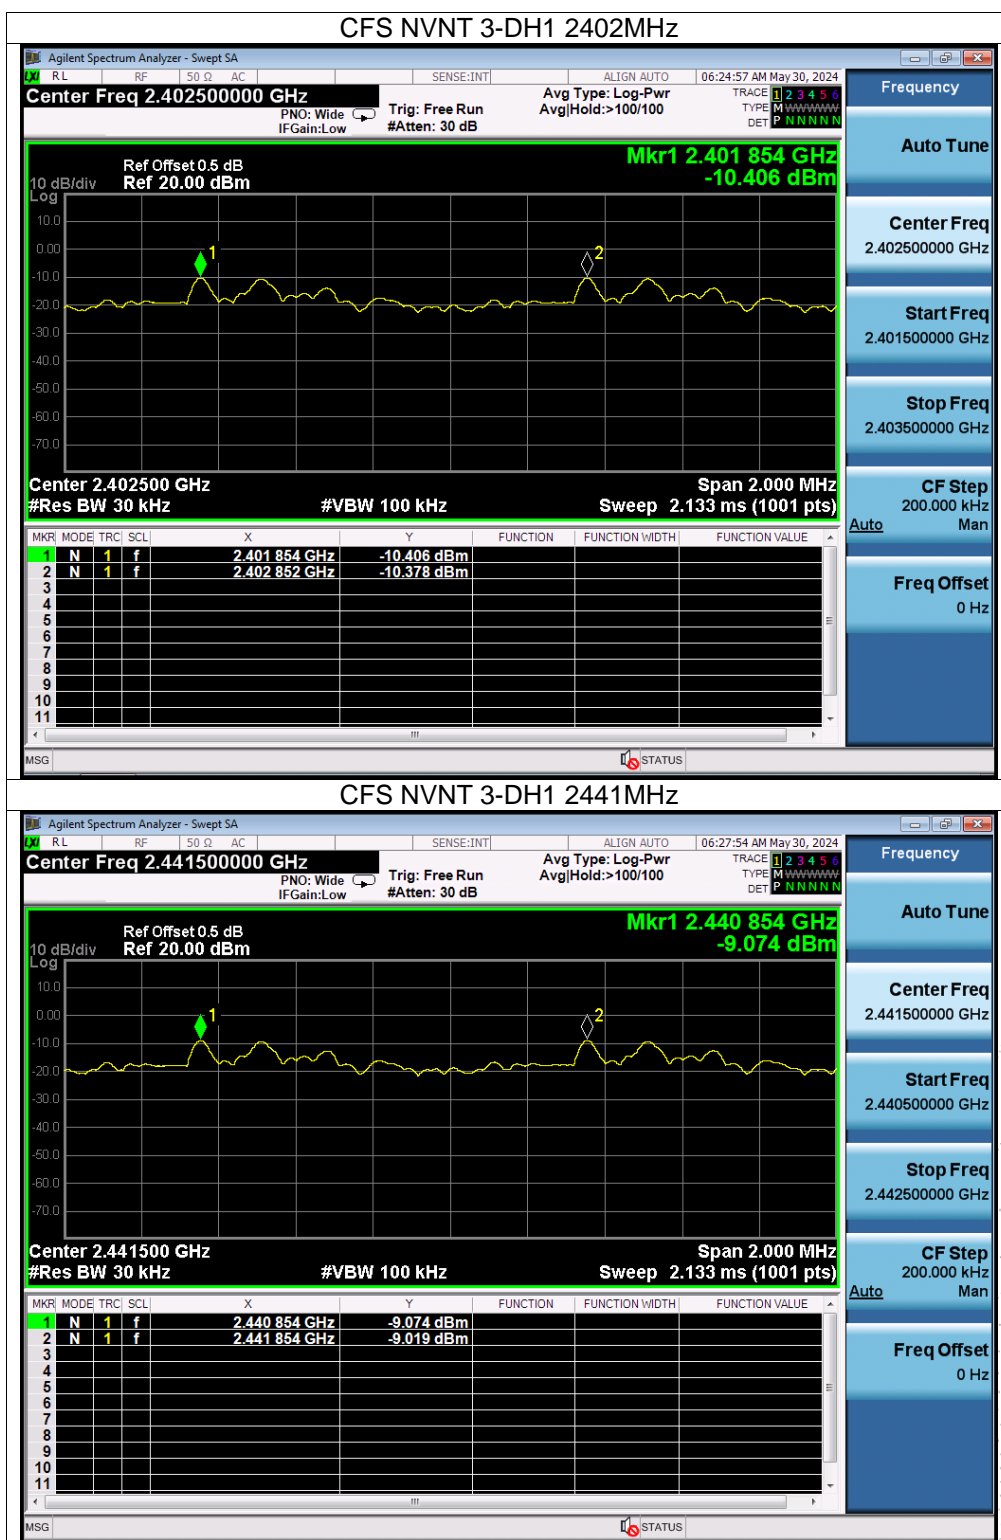 CFS NVNT 3-DH1 2402MHz
Agilent Spectrum Analyzer - Swept SA
LXI RL RF 50 Ω AC SENSE:INT ALIGN AUTO 06:24:57 AM May 30, 2024
Center Freq 2.402500000 GHz
Avg Type: Log-Pwr
TRACE 1 2 3 4 5 6
PNO: Wide
Trig: Free Run
Avg|Hold:>100/100
TYPE M WWWWW
IFGain:Low
#Atten: 30 dB
DET P N N N N N
Frequency
Auto Tune
Center Freq
2.402500000 GHz
Start Freq
2.401500000 GHz
Stop Freq
2.403500000 GHz
CF Step
200.000 kHz
Auto Man
Freq Offset
0 Hz
Mkr1 2.401 854 GHz
-10.406 dBm
Ref Offset 0.5 dB
10 dB/div Ref 20.00 dBm
Log
10.0
0.00
-10.0
-20.0
-30.0
-40.0
-50.0
-60.0
-70.0
1
2
Center 2.402500 GHz Span 2.000 MHz
#Res BW 30 kHz #VBW 100 kHz Sweep 2.133 ms (1001 pts)
MKR MODE TRC SCL X Y FUNCTION FUNCTION WIDTH FUNCTION VALUE
1 N 1 f 2.401 854 GHz -10.406 dBm
2 N 1 f 2.402 852 GHz -10.378 dBm
3
4
5
6
7
8
9
10
11
MSG STATUS
CFS NVNT 3-DH1 2441MHz
Agilent Spectrum Analyzer - Swept SA
LXI RL RF 50 Ω AC SENSE:INT ALIGN AUTO 06:27:54 AM May 30, 2024
Center Freq 2.441500000 GHz
Avg Type: Log-Pwr
TRACE 1 2 3 4 5 6
PNO: Wide
Trig: Free Run
Avg|Hold:>100/100
TYPE M WWWWW
IFGain:Low
#Atten: 30 dB
DET P N N N N N
Frequency
Auto Tune
Center Freq
2.441500000 GHz
Start Freq
2.440500000 GHz
Stop Freq
2.442500000 GHz
CF Step
200.000 kHz
Auto Man
Freq Offset
0 Hz
Mkr1 2.440 854 GHz
-9.074 dBm
Ref Offset 0.5 dB
10 dB/div Ref 20.00 dBm
Log
10.0
0.00
-10.0
-20.0
-30.0
-40.0
-50.0
-60.0
-70.0
1
2
Center 2.441500 GHz Span 2.000 MHz
#Res BW 30 kHz #VBW 100 kHz Sweep 2.133 ms (1001 pts)
MKR MODE TRC SCL X Y FUNCTION FUNCTION WIDTH FUNCTION VALUE
1 N 1 f 2.440 854 GHz -9.074 dBm
2 N 1 f 2.441 854 GHz -9.019 dBm
3
4
5
6
7
8
9
10
11
MSG STATUS